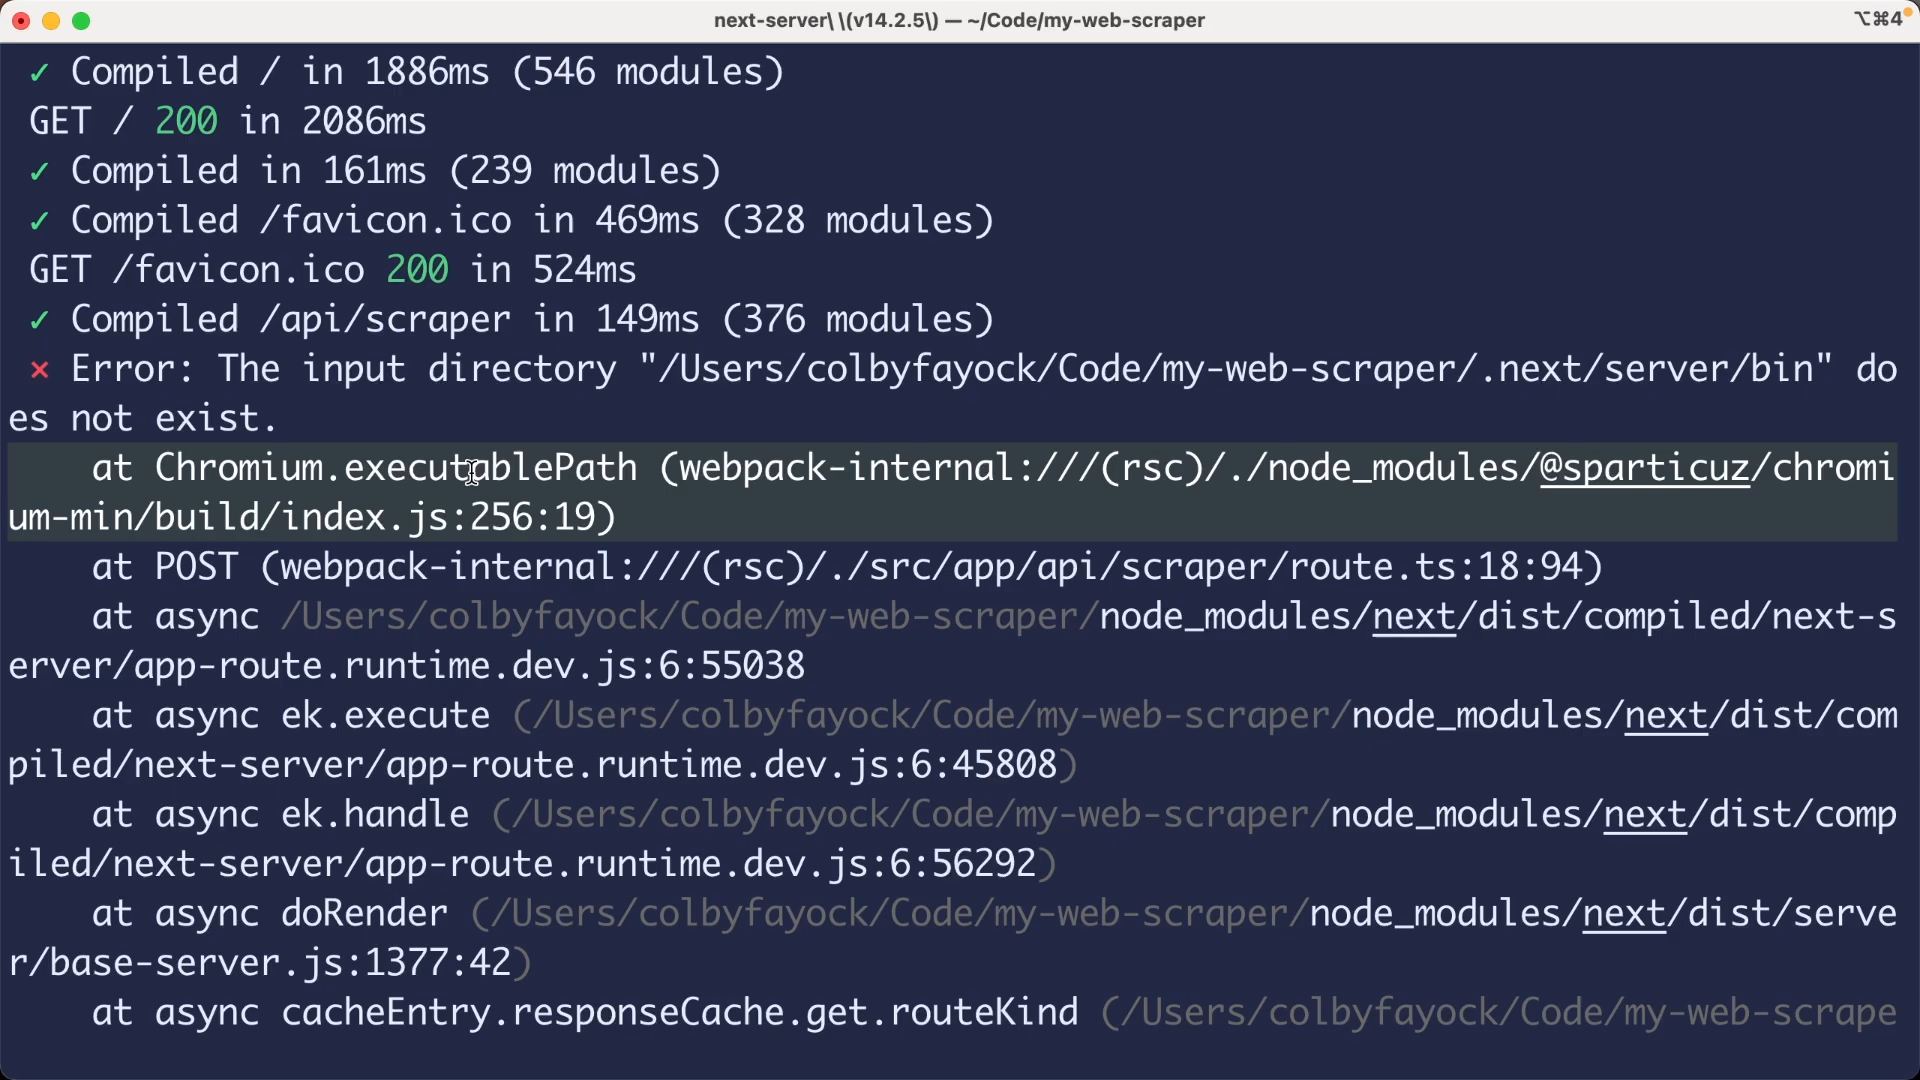 next-server\ \(v14.2.5\) — ~/Code/my-web-scraper
⌥⌘4
✓ Compiled / in 1886ms (546 modules)
GET / 200 in 2086ms
✓ Compiled in 161ms (239 modules)
✓ Compiled /favicon.ico in 469ms (328 modules)
GET /favicon.ico 200 in 524ms
✓ Compiled /api/scraper in 149ms (376 modules)
⨯ Error: The input directory "/Users/colbyfayock/Code/my-web-scraper/.next/server/bin" do
es not exist.
at Chromium.executablePath (webpack-internal:///(rsc)/./node_modules/@sparticuz/chromi
um-min/build/index.js:256:19)
at POST (webpack-internal:///(rsc)/./src/app/api/scraper/route.ts:18:94)
at async /Users/colbyfayock/Code/my-web-scraper/node_modules/next/dist/compiled/next-s
erver/app-route.runtime.dev.js:6:55038
at async ek.execute (/Users/colbyfayock/Code/my-web-scraper/node_modules/next/dist/com
piled/next-server/app-route.runtime.dev.js:6:45808)
at async ek.handle (/Users/colbyfayock/Code/my-web-scraper/node_modules/next/dist/comp
iled/next-server/app-route.runtime.dev.js:6:56292)
at async doRender (/Users/colbyfayock/Code/my-web-scraper/node_modules/next/dist/serve
r/base-server.js:1377:42)
at async cacheEntry.responseCache.get.routeKind (/Users/colbyfayock/Code/my-web-scrape